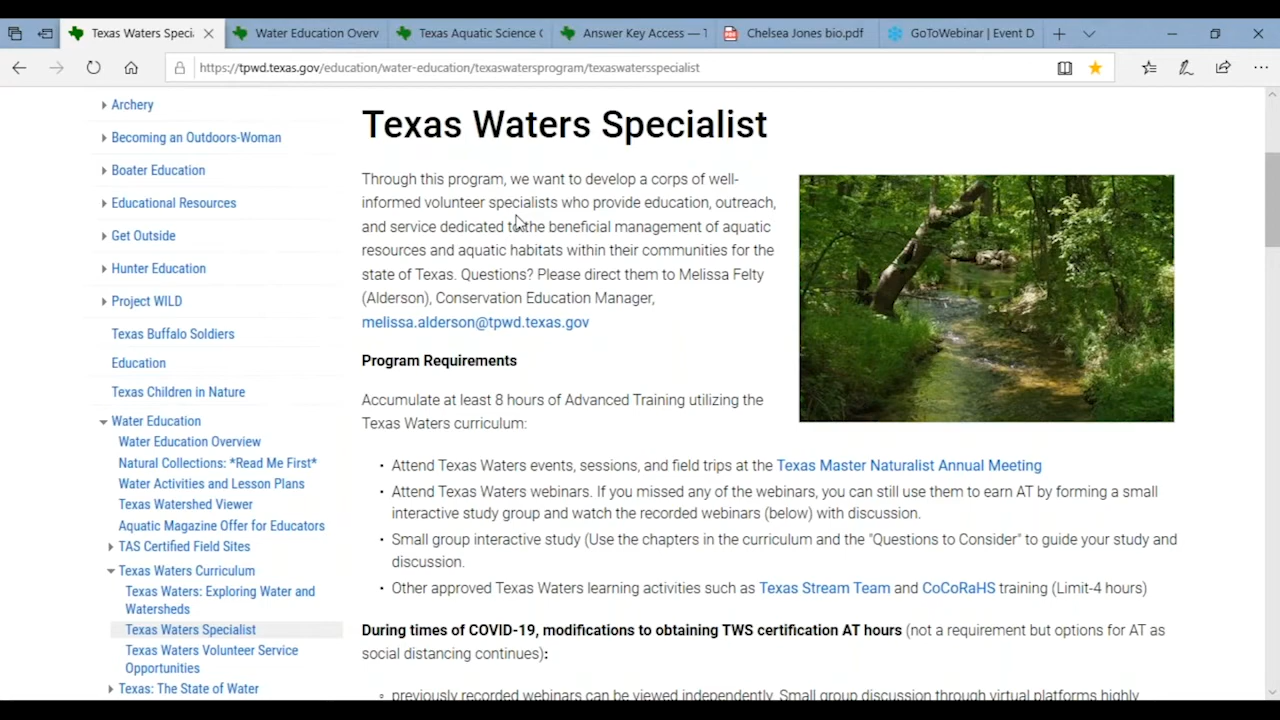 Texas Waters Speci
Water Education Overv
Texas Aquatic Science (
Answer Key Access — T
Chelsea Jones bio.pdf
GoToWebinar | Event D
https://tpwd.texas.gov/education/water-education/texaswatersprogram/texaswatersspecialist
Archery
Becoming an Outdoors-Woman
Boater Education
Educational Resources
Get Outside
Hunter Education
Project WILD
Texas Buffalo Soldiers
Education
Texas Children in Nature
Water Education
Water Education Overview
Natural Collections: *Read Me First*
Water Activities and Lesson Plans
Texas Watershed Viewer
Aquatic Magazine Offer for Educators
TAS Certified Field Sites
Texas Waters Curriculum
Texas Waters: Exploring Water and
Watersheds
Texas Waters Specialist
Texas Waters Volunteer Service
Opportunities
Texas: The State of Water
Texas Waters Specialist
Through this program, we want to develop a corps of well-
informed volunteer specialists who provide education, outreach,
and service dedicated to the beneficial management of aquatic
resources and aquatic habitats within their communities for the
state of Texas. Questions? Please direct them to Melissa Felty
(Alderson), Conservation Education Manager,
melissa.alderson@tpwd.texas.gov
Program Requirements
Accumulate at least 8 hours of Advanced Training utilizing the
Texas Waters curriculum:
• Attend Texas Waters events, sessions, and field trips at the Texas Master Naturalist Annual Meeting
• Attend Texas Waters webinars. If you missed any of the webinars, you can still use them to earn AT by forming a small
interactive study group and watch the recorded webinars (below) with discussion.
• Small group interactive study (Use the chapters in the curriculum and the "Questions to Consider" to guide your study and
discussion.
• Other approved Texas Waters learning activities such as Texas Stream Team and CoCoRaHS training (Limit-4 hours)
During times of COVID-19, modifications to obtaining TWS certification AT hours (not a requirement but options for AT as
social distancing continues):
previously recorded webinars can be viewed independently. Small group discussion through virtual platforms highly